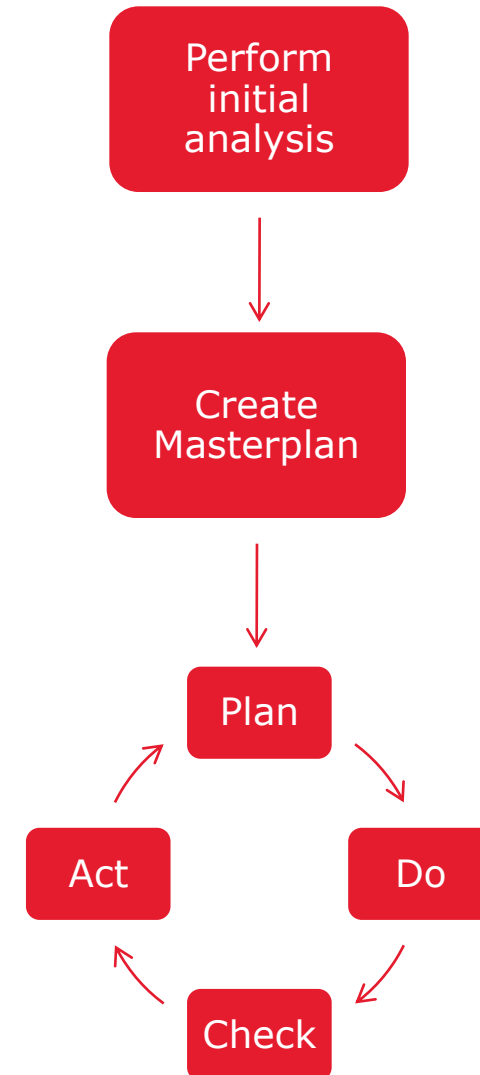 Perform
initial
analysis
Create
Masterplan
Plan
Act
Do
Check